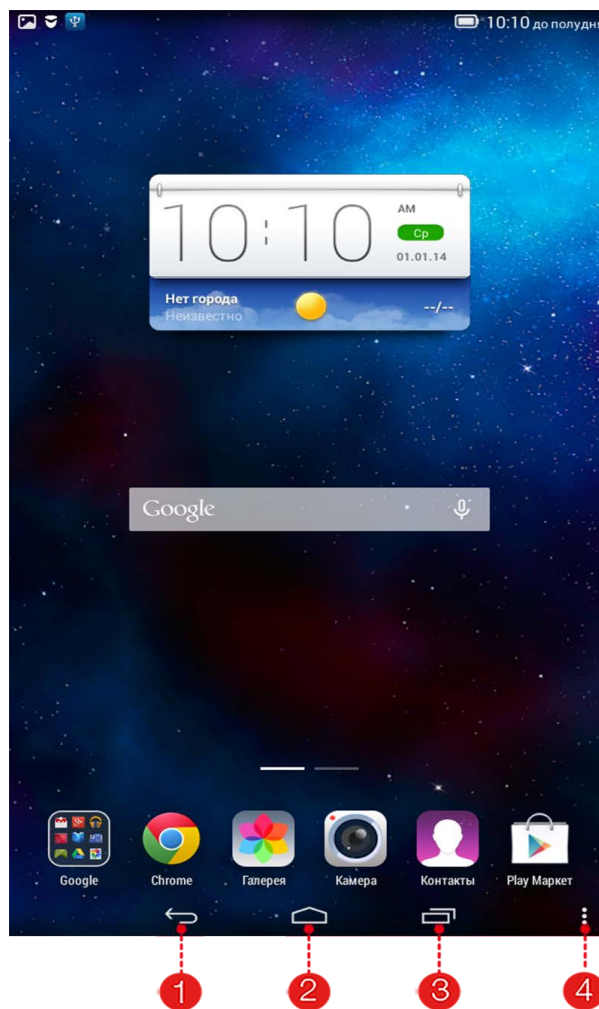 10:10 до полудня
10:10
AM
Ср
01.01.14
Нет города
Неизвестно
--/--
Google
Google
Chrome
Галерея
Камера
Контакты
Play Маркет
1
2
3
4